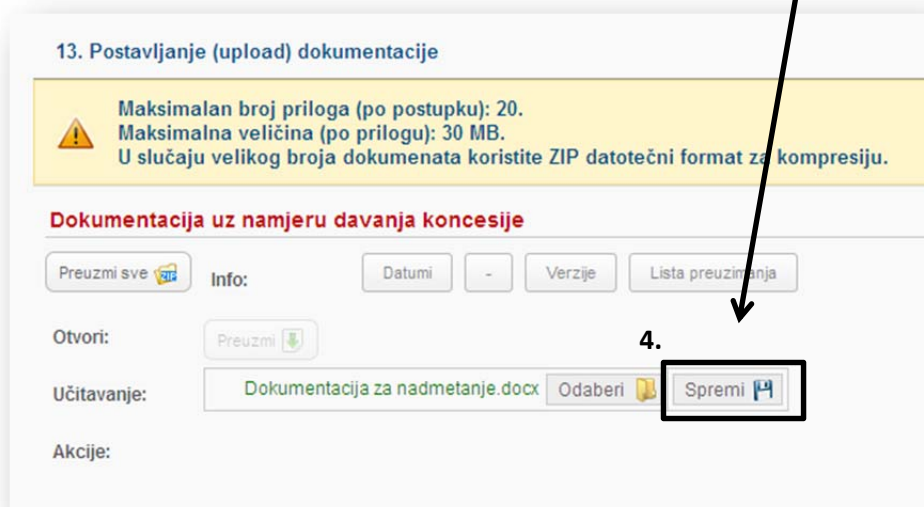 13. Postavljanje (upload) dokumentacije
Maksimalan broj priloga (po postupku): 20.
Maksimalna veličina (po prilogu): 30 MB.
U slučaju velikog broja dokumenata koristite ZIP datotečni format za kompresiju.
Dokumentacija uz namjeru davanja koncesije
Preuzmi sve ZIP Info: Datumi - Verzije Lista preuzimanja
Otvori: Preuzmi 4.
Učitavanje: Dokumentacija za nadmetanje.docx Odaberi Spremi
Akcije: